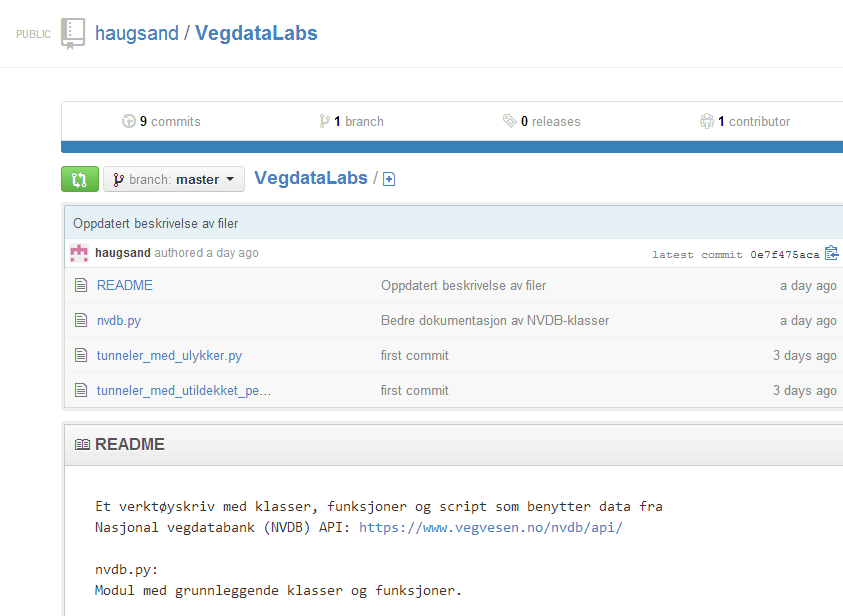 PUBLIC haugsand / VegdataLabs
9 commits 1 branch 0 releases 1 contributor
branch: master VegdataLabs /
Oppdatert beskrivelse av filer
haugsand authored a day ago latest commit 0e7f475aca
README Oppdatert beskrivelse av filer a day ago
nvdb.py Bedre dokumentasjon av NVDB-klasser a day ago
tunneler_med_ulykker.py first commit 3 days ago
tunneler_med_utildekket_pe… first commit 3 days ago
README
Et verktøyskriv med klasser, funksjoner og script som benytter data fra
Nasjonal vegdatabank (NVDB) API: https://www.vegvesen.no/nvdb/api/
nvdb.py:
Modul med grunnleggende klasser og funksjoner.